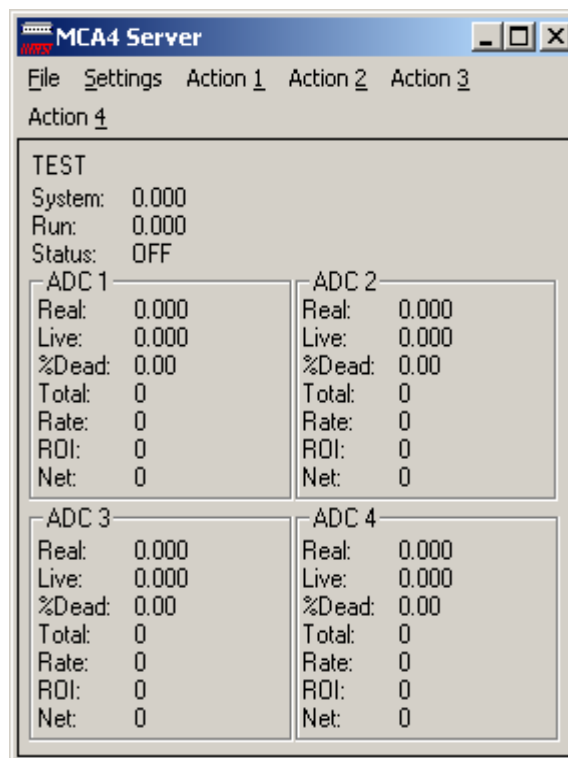 MCA4 Server
File Settings Action 1 Action 2 Action 3
Action 4
TEST
System: 0.000
Run: 0.000
Status: OFF
ADC 1
Real: 0.000
Live: 0.000
%Dead: 0.00
Total: 0
Rate: 0
ROI: 0
Net: 0
ADC 2
Real: 0.000
Live: 0.000
%Dead: 0.00
Total: 0
Rate: 0
ROI: 0
Net: 0
ADC 3
Real: 0.000
Live: 0.000
%Dead: 0.00
Total: 0
Rate: 0
ROI: 0
Net: 0
ADC 4
Real: 0.000
Live: 0.000
%Dead: 0.00
Total: 0
Rate: 0
ROI: 0
Net: 0